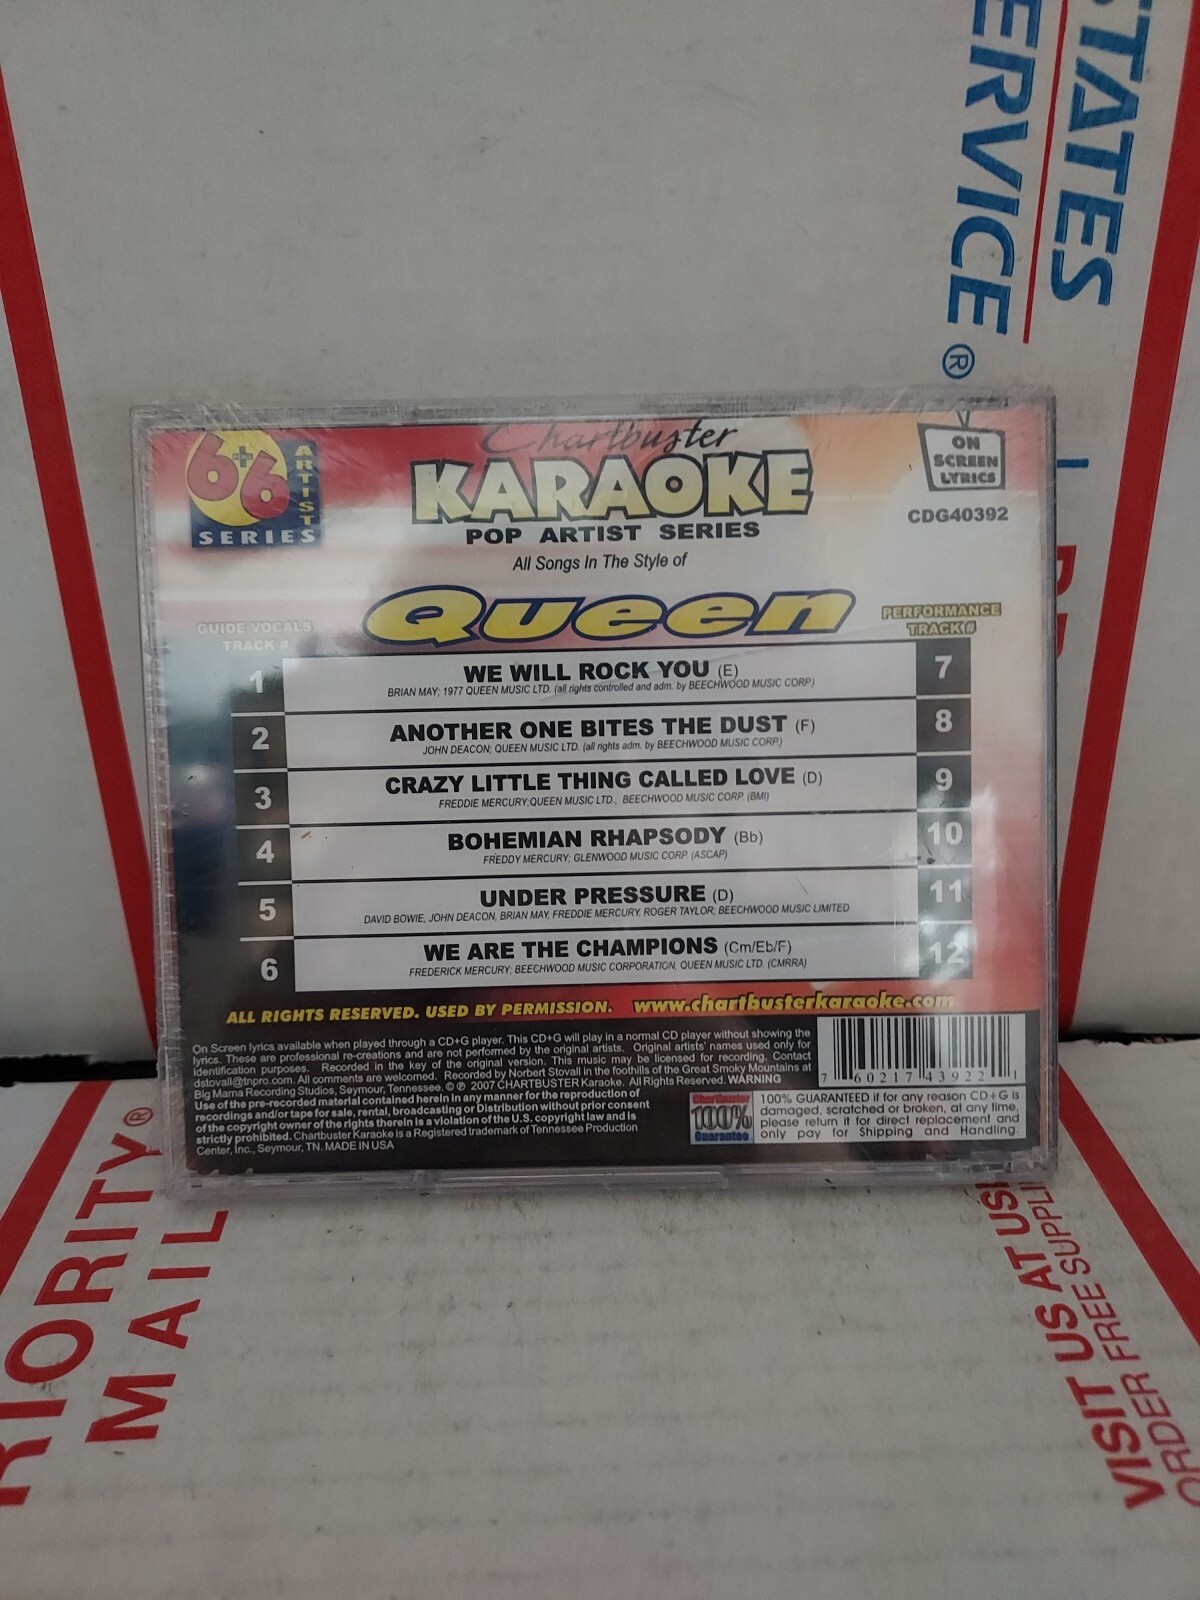 STATES
ERVICE®
6 PLUS 6
ARTIST
SERIES
Chartbuster
KARAOKE
POP ARTIST SERIES
ON
SCREEN
LYRICS
CDG40392
All Songs In The Style of
Queen
GUIDE VOCALS
TRACK #
PERFORMANCE
TRACK #
1 WE WILL ROCK YOU (E) 7
BRIAN MAY; 1977 QUEEN MUSIC LTD. (all rights controlled and adm. by BEECHWOOD MUSIC CORP.)
2 ANOTHER ONE BITES THE DUST (F) 8
JOHN DEACON; QUEEN MUSIC LTD. (all rights adm. by BEECHWOOD MUSIC CORP.)
3 CRAZY LITTLE THING CALLED LOVE (D) 9
FREDDIE MERCURY;QUEEN MUSIC LTD., BEECHWOOD MUSIC CORP. (BMI)
4 BOHEMIAN RHAPSODY (Bb) 10
FREDDY MERCURY; GLENWOOD MUSIC CORP. (ASCAP)
5 UNDER PRESSURE (D) 11
DAVID BOWIE, JOHN DEACON, BRIAN MAY, FREDDIE MERCURY, ROGER TAYLOR; BEECHWOOD MUSIC LIMITED
6 WE ARE THE CHAMPIONS (Cm/Eb/F) 12
FREDERICK MERCURY; BEECHWOOD MUSIC CORPORATION, QUEEN MUSIC LTD. (CMRRA)
ALL RIGHTS RESERVED. USED BY PERMISSION. www.chartbusterkaraoke.com
On Screen lyrics available when played through a CD+G player. This CD+G will play in a normal CD player without showing the
lyrics. These are professional re-creations and are not performed by the original artists. Original artists' names used only for
identification purposes. Recorded in the key of the original version. This music may be licensed for recording. Contact
dstovall@tnpro.com. All comments are welcomed. Recorded by Norbert Stovall in the foothills of the Great Smoky Mountains at
Big Mama Recording Studios, Seymour, Tennessee. © ℗ 2007 CHARTBUSTER Karaoke. All Rights Reserved. WARNING
Use of the pre-recorded material contained herein in any manner for the reproduction of
recordings and/or tape for sale, rental, broadcasting or Distribution without prior consent
of the copyright owner of the rights therein is a violation of the U.S. copyright law and is
strictly prohibited. Chartbuster Karaoke is a Registered trademark of Tennessee Production
Center, Inc., Seymour, TN. MADE IN USA
7 60217 43922 1
Chartbuster
100%
Guarantee
100% GUARANTEED if for any reason CD+G is
damaged, scratched or broken, at any time,
please return it for direct replacement and
only pay for Shipping and Handling.
RIORITY®
MAIL
VISIT US AT US
ORDER FREE SUPPLI